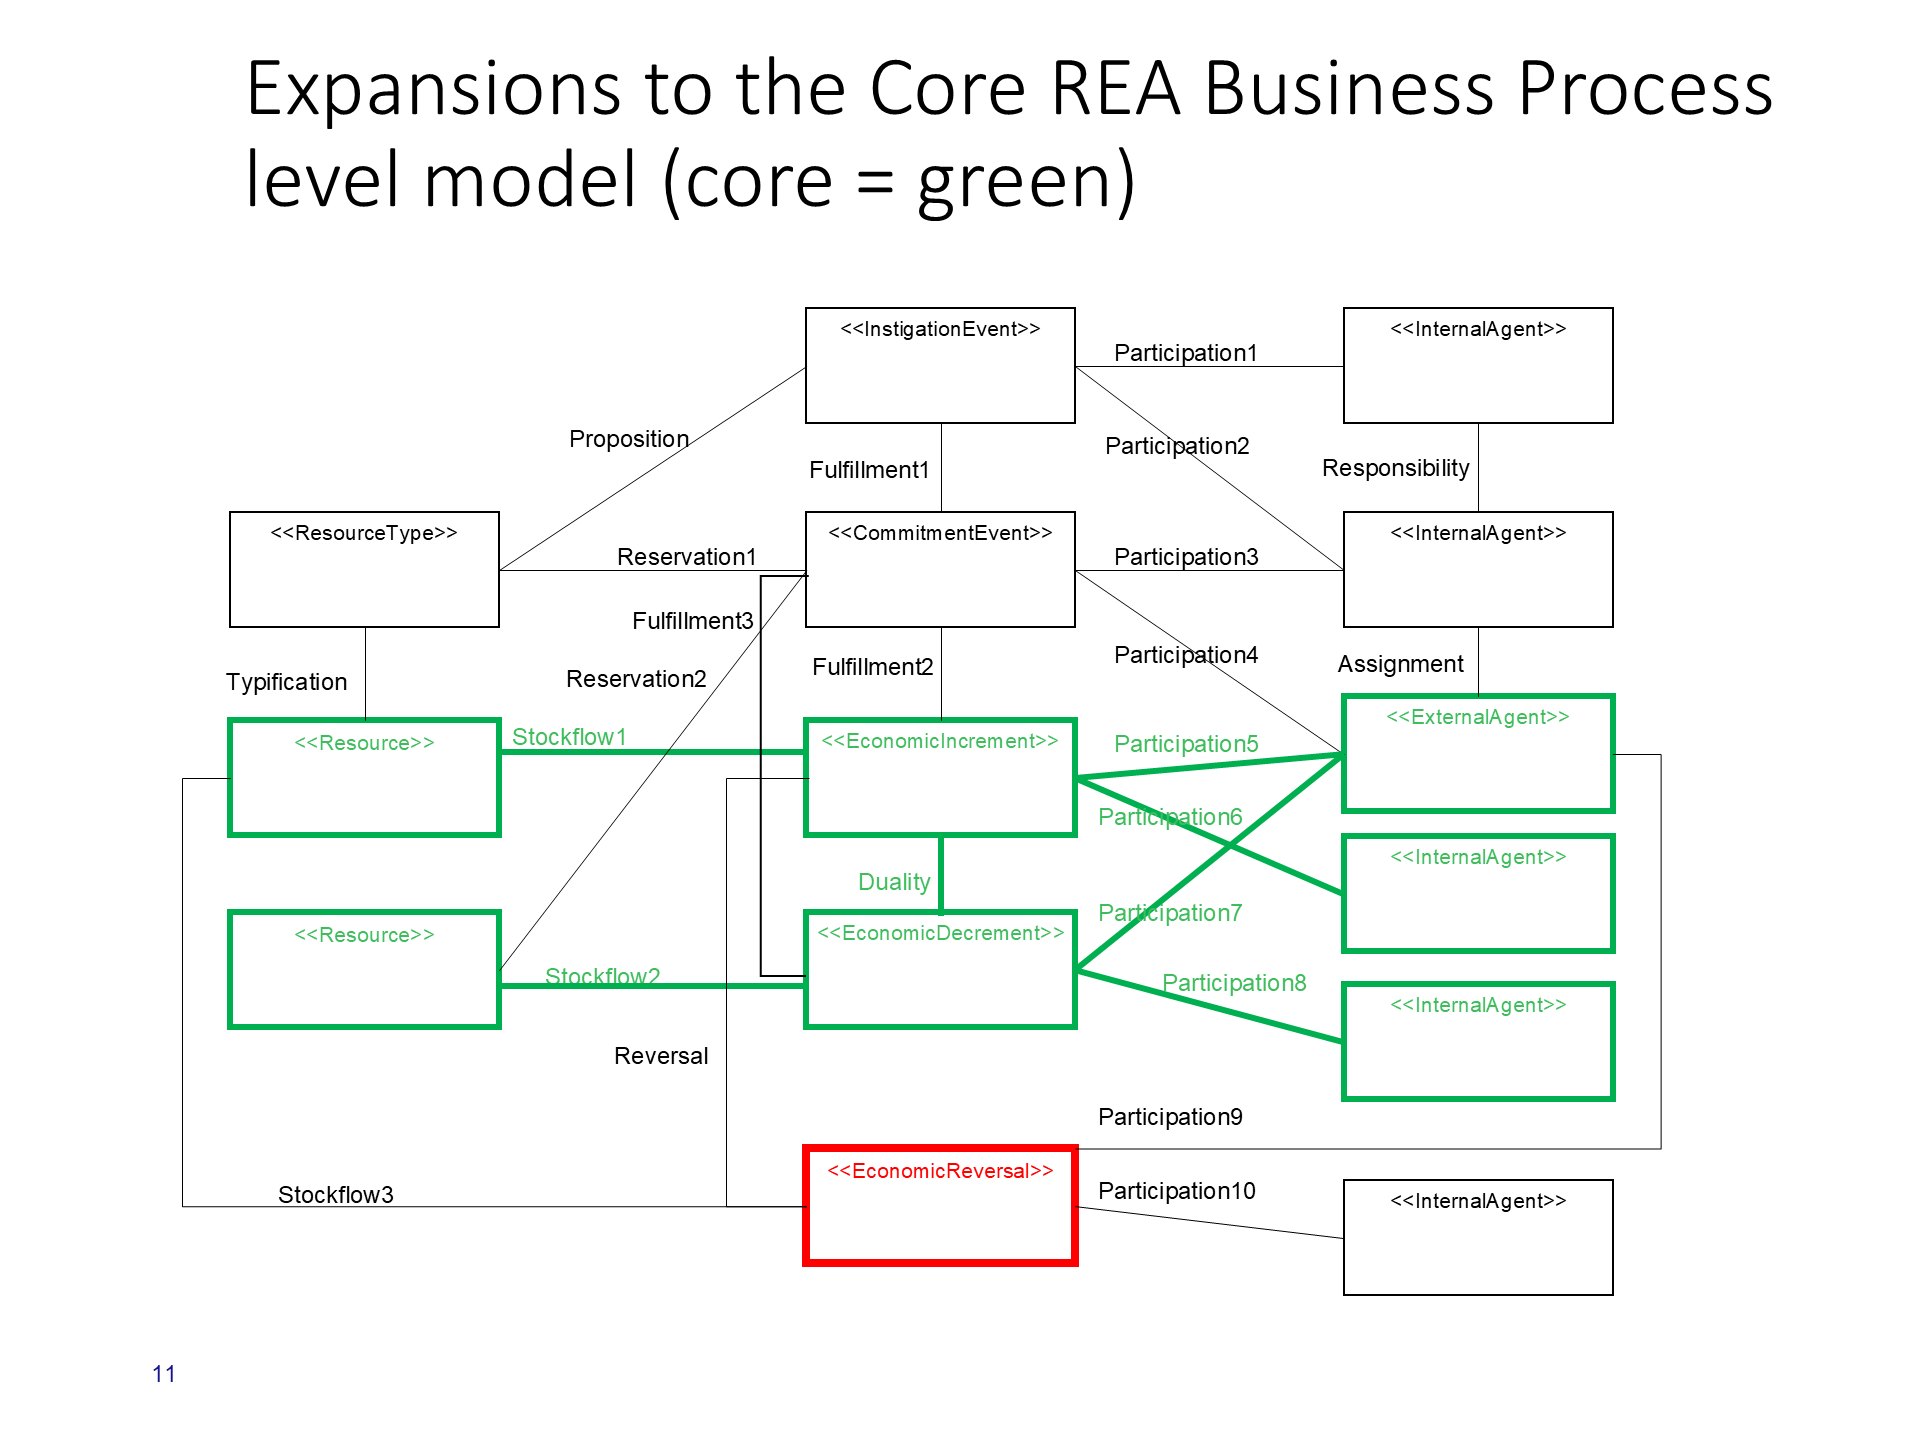 Expansions to the Core REA Business Process
level model (core = green)
<<InstigationEvent>>
<<InternalAgent>>
Participation1
Proposition
Participation2
Fulfillment1
Responsibility
<<ResourceType>>
<<CommitmentEvent>>
<<InternalAgent>>
Reservation1
Participation3
Fulfillment3
Participation4
Typification
Reservation2
Fulfillment2
Assignment
<<Resource>>
Stockflow1
<<EconomicIncrement>>
Participation5
<<ExternalAgent>>
Participation6
<<InternalAgent>>
Duality
<<Resource>>
<<EconomicDecrement>>
Participation7
Stockflow2
Participation8
<<InternalAgent>>
Reversal
Participation9
<<EconomicReversal>>
Stockflow3
Participation10
<<InternalAgent>>
11